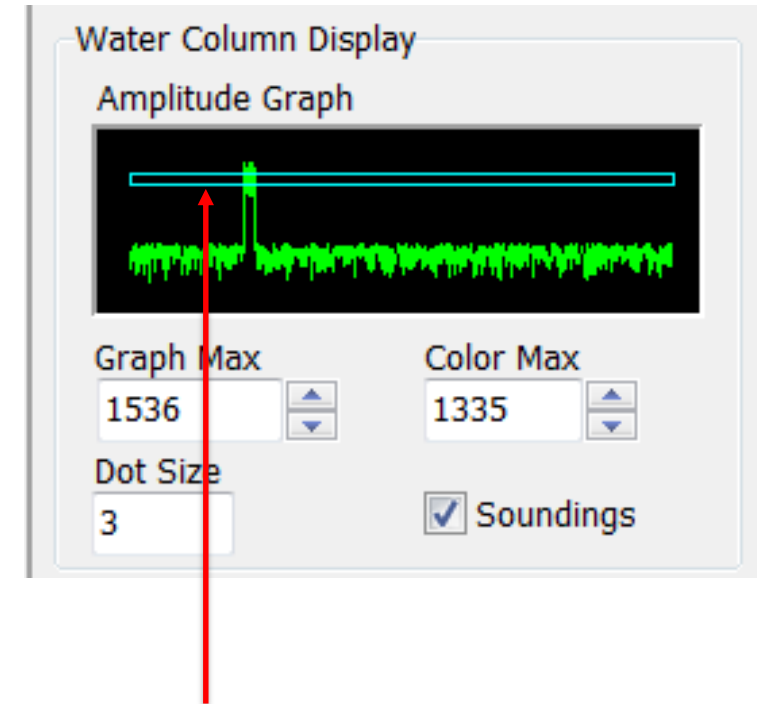 Water Column Display
Amplitude Graph
Graph Max Color Max
1536 1335
Dot Size
3 Soundings